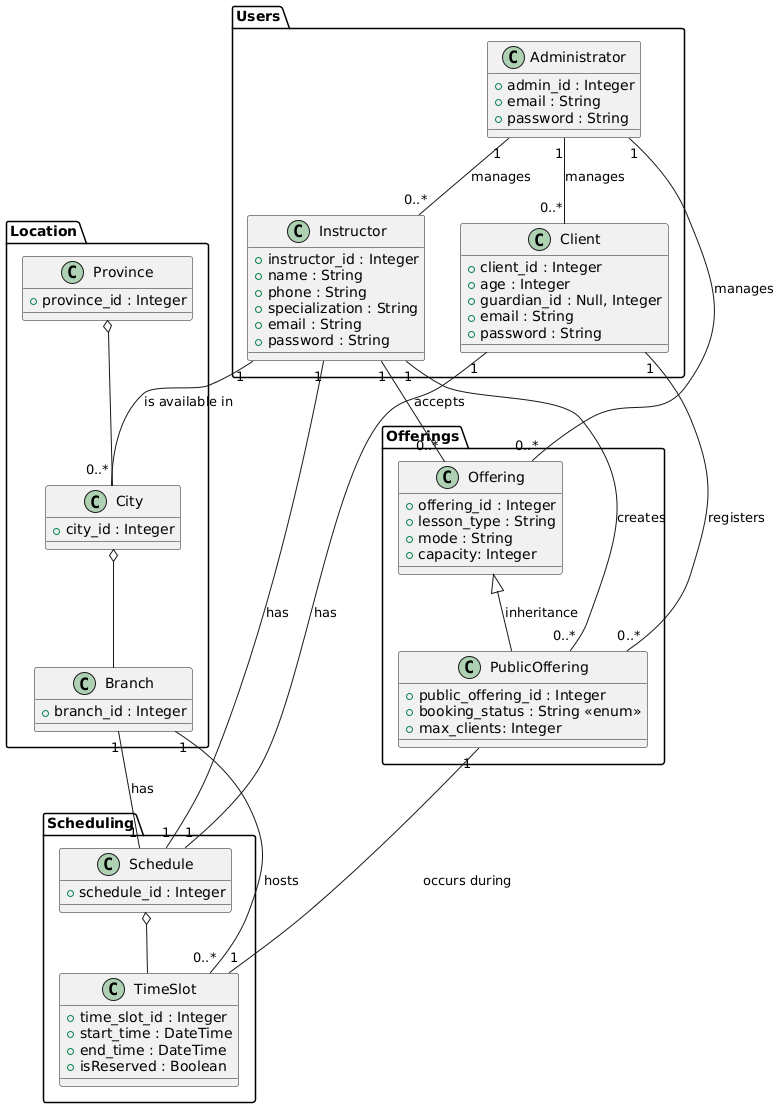 Users
C Administrator
admin_id : Integer
email : String
password : String
1
1
1
manages
manages
0..*
0..*
C Instructor
instructor_id : Integer
name : String
phone : String
specialization : String
email : String
password : String
C Client
client_id : Integer
age : Integer
guardian_id : Null, Integer
email : String
password : String
Location
C Province
province_id : Integer
manages
1
1
1
1
1
1
is available in
accepts
0..*
0..*
0..*
Offerings
C City
city_id : Integer
C Offering
offering_id : Integer
lesson_type : String
mode : String
capacity: Integer
creates
registers
has
has
inheritance
0..*
0..*
C Branch
branch_id : Integer
C PublicOffering
public_offering_id : Integer
booking_status : String «enum»
max_clients: Integer
1
1
1
has
Scheduling
1
1
1
C Schedule
schedule_id : Integer
hosts
occurs during
0..*
1
C TimeSlot
time_slot_id : Integer
start_time : DateTime
end_time : DateTime
isReserved : Boolean